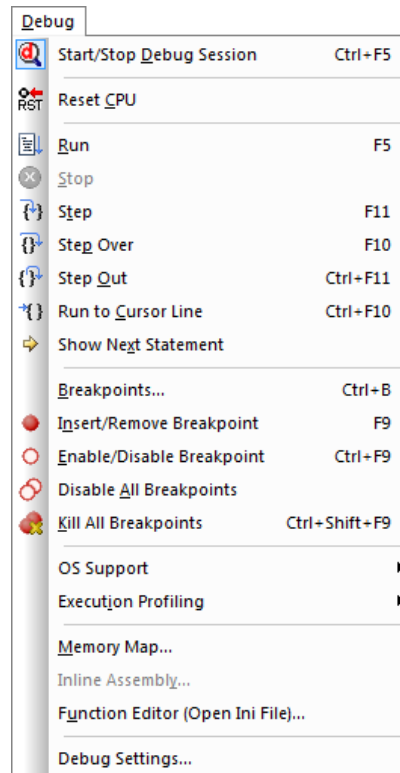 Debug
Start/Stop Debug Session Ctrl+F5
RST Reset CPU
Run F5
Stop
Step F11
Step Over F10
Step Out Ctrl+F11
Run to Cursor Line Ctrl+F10
Show Next Statement
Breakpoints... Ctrl+B
Insert/Remove Breakpoint F9
Enable/Disable Breakpoint Ctrl+F9
Disable All Breakpoints
Kill All Breakpoints Ctrl+Shift+F9
OS Support
Execution Profiling
Memory Map...
Inline Assembly...
Function Editor (Open Ini File)...
Debug Settings...